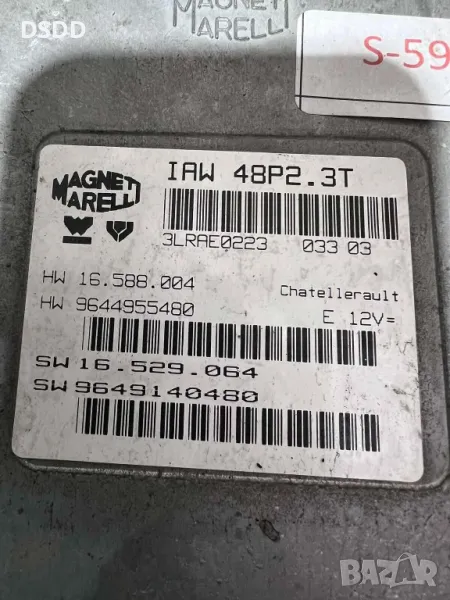 DSDD
MAGNETI
MARELLI
S-59
MAGNETI
MARELLI
IAW 48P2.3T
3LRAE0223 033 03
HW 16.588.004
Chatellerault
HW 9644955480
E 12V=
SW 16.529.064
SW 9649140480
BAZAR